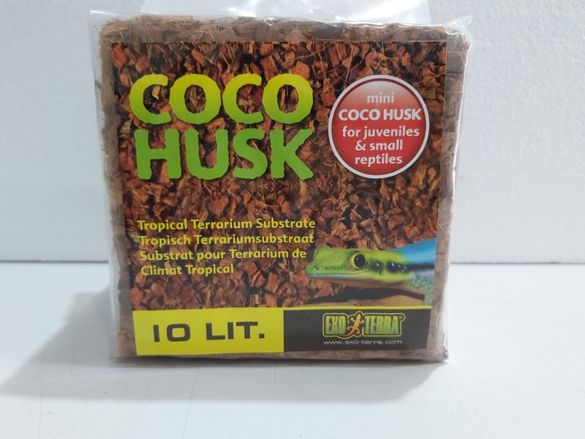 COCO
HUSK
mini
COCO HUSK
for juveniles
& small
reptiles
Tropical Terrarium Substrate
Tropisch Terrariumsubstraat
Substrat pour Terrarium de
Climat Tropical
10 LIT.
EXO TERRA®
www.exo-terra.com